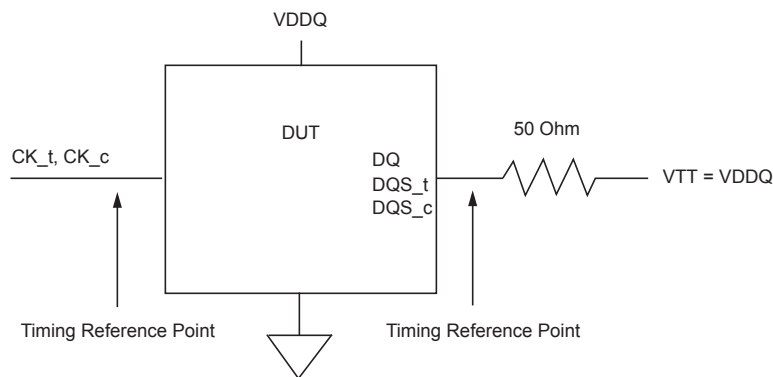 VDDQ
50 Ohm
DUT
CK_t, CK_c
DQ
DQS_t
DQS_c
VTT = VDDQ
Timing Reference Point
Timing Reference Point